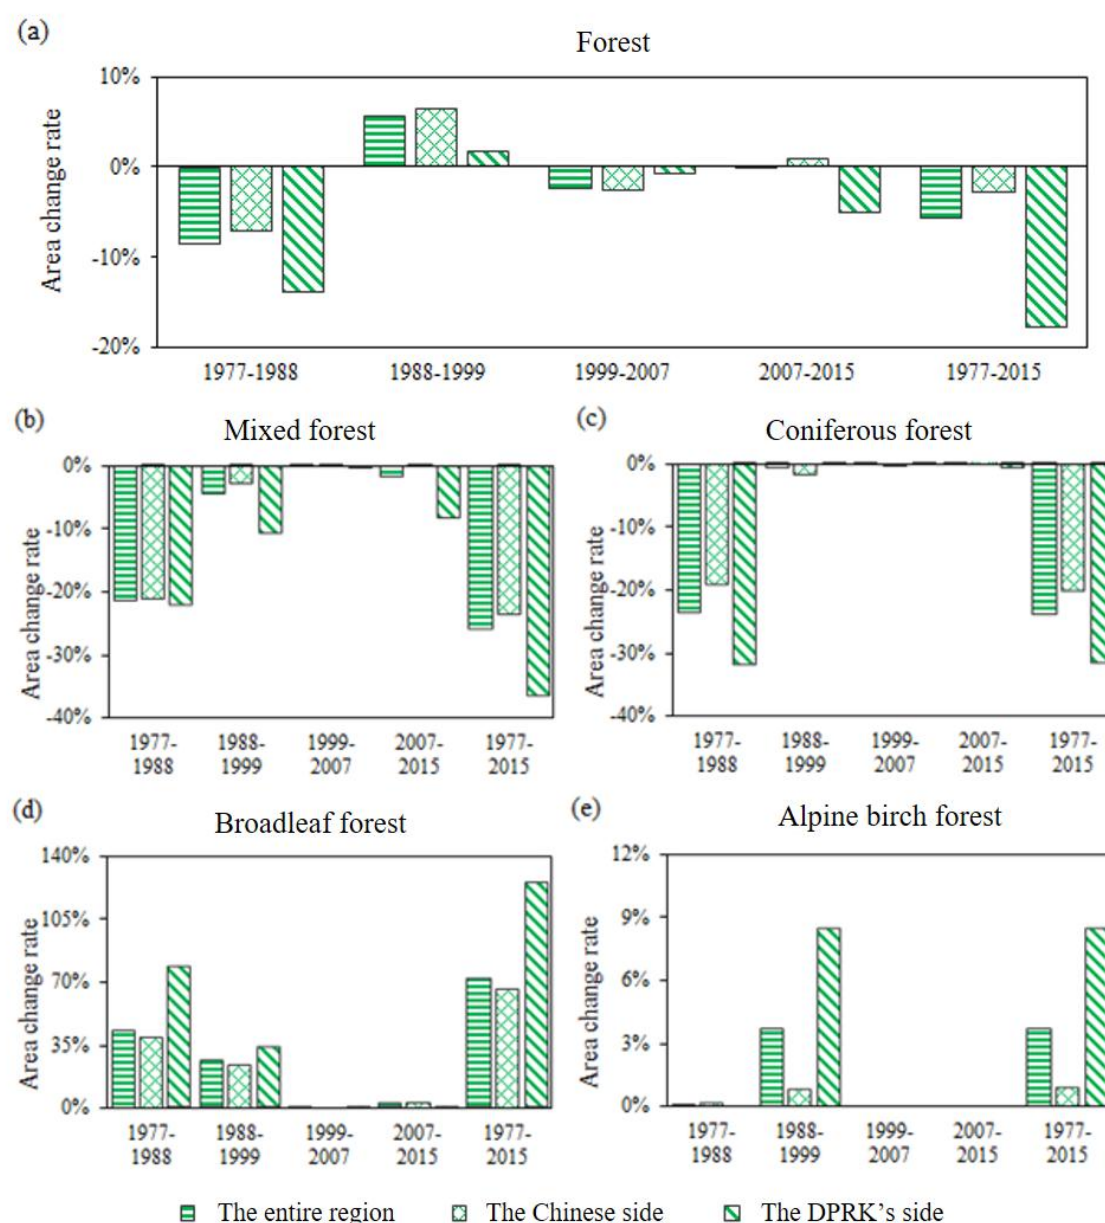 (a)
Forest
Area change rate
10%
0%
-10%
-20%
1977-1988 1988-1999 1999-2007 2007-2015 1977-2015
(b)
Mixed forest
Area change rate
0%
-10%
-20%
-30%
-40%
1977- 1988- 1999- 2007- 1977-
1988 1999 2007 2015 2015
(c)
Coniferous forest
Area change rate
0%
-10%
-20%
-30%
-40%
1977- 1988- 1999- 2007- 1977-
1988 1999 2007 2015 2015
(d)
Broadleaf forest
Area change rate
140%
105%
70%
35%
0%
1977- 1988- 1999- 2007- 1977-
1988 1999 2007 2015 2015
(e)
Alpine birch forest
Area change rate
12%
9%
6%
3%
0%
1977- 1988- 1999- 2007- 1977-
1988 1999 2007 2015 2015
The entire region The Chinese side The DPRK's side